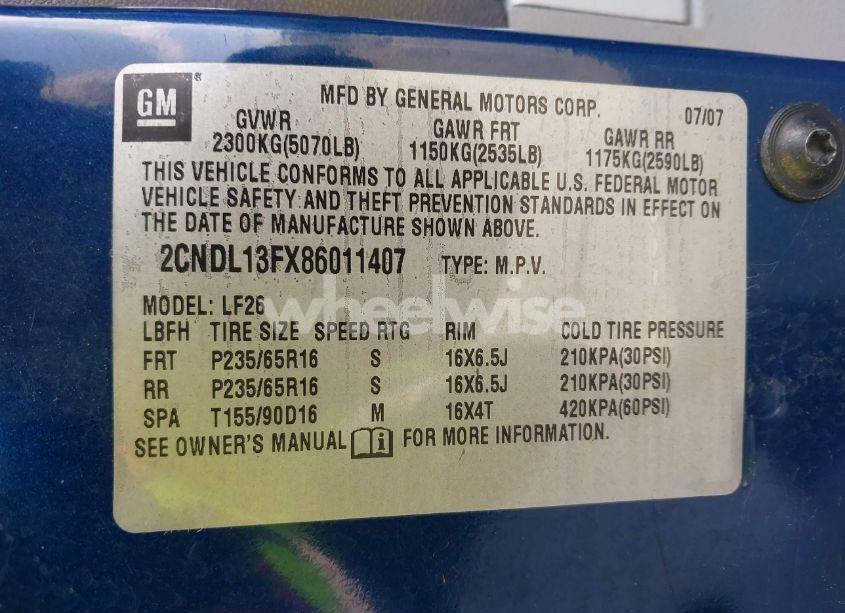 GM
MFD BY GENERAL MOTORS CORP. 07/07
GVWR GAWR FRT GAWR RR
2300KG(5070LB) 1150KG(2535LB) 1175KG(2590LB)
THIS VEHICLE CONFORMS TO ALL APPLICABLE U.S. FEDERAL MOTOR
VEHICLE SAFETY AND THEFT PREVENTION STANDARDS IN EFFECT ON
THE DATE OF MANUFACTURE SHOWN ABOVE.
2CNDL13FX86011407 TYPE: M.P.V.
wheelwise
MODEL: LF26
LBFH TIRE SIZE SPEED RTG RIM COLD TIRE PRESSURE
FRT P235/65R16 S 16X6.5J 210KPA(30PSI)
RR P235/65R16 S 16X6.5J 210KPA(30PSI)
SPA T155/90D16 M 16X4T 420KPA(60PSI)
SEE OWNER'S MANUAL FOR MORE INFORMATION.